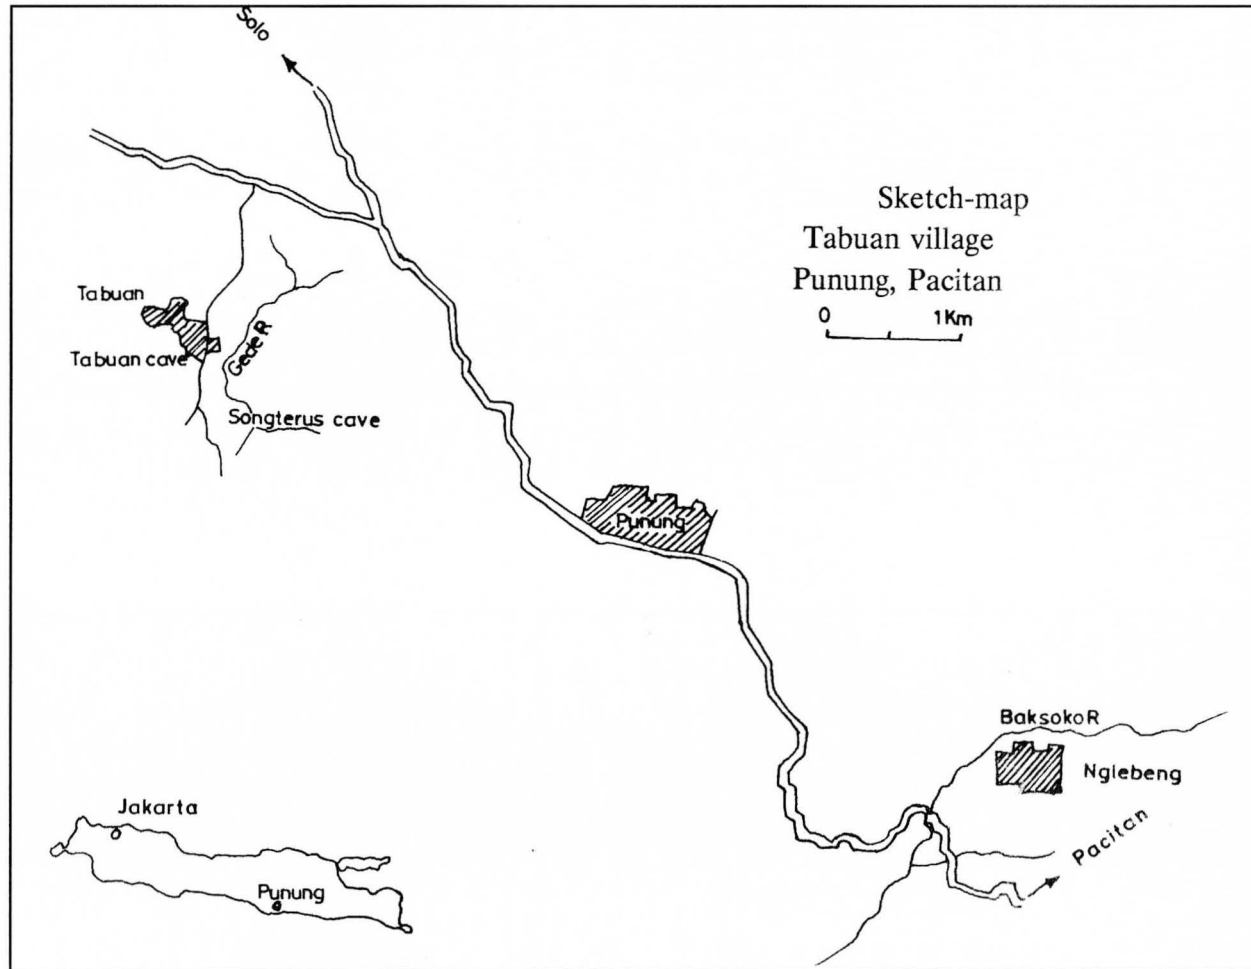 Solo
Sketch-map
Tabuan village
Punung, Pacitan
0 1Km
Tabuan
Tabuan cave
Gede R
Songterus cave
Punung
Baksoko R
Nglebeng
Pacitan
Jakarta
Punung